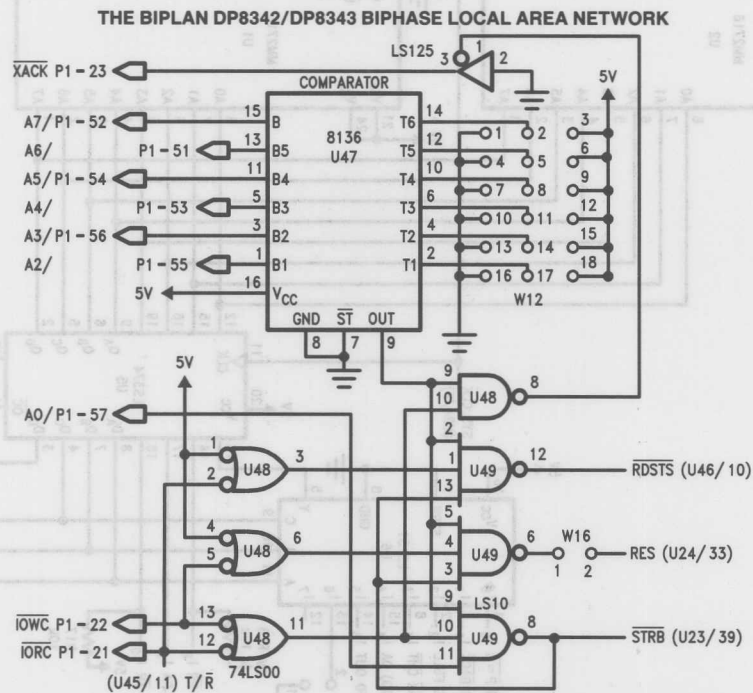 THE BIPLAN DP8342/DP8343 BIPHASE LOCAL AREA NETWORK
LS125 3 1 2
XACK P1-23
COMPARATOR
5V
A7/ P1-52 15 B T6 14 1 2 3
A6/ P1-51 13 B5 8136 T5 12 4 5 6
A5/ P1-54 11 B4 U47 T4 10 7 8 9
A4/ P1-53 5 B3 T3 6 10 11 12
A3/ P1-56 3 B2 T2 4 13 14 15
A2/ P1-55 1 B1 T1 2 16 17 18
5V 16 VCC W12
GND ST OUT
8 7 9
5V
9 10 U48 8
AO/ P1-57
1 2 U48 3
2 1 13 U49 12 RDSTS (U46/10)
4 5 U48 6
5 4 3 U49 6 W16 1 2 RES (U24/33)
LS10
IOWC P1-22 13
IORC P1-21 12 U48 11
74LS00
9 10 11 U49 8 STRB (U23/39)
(U45/11) T/R